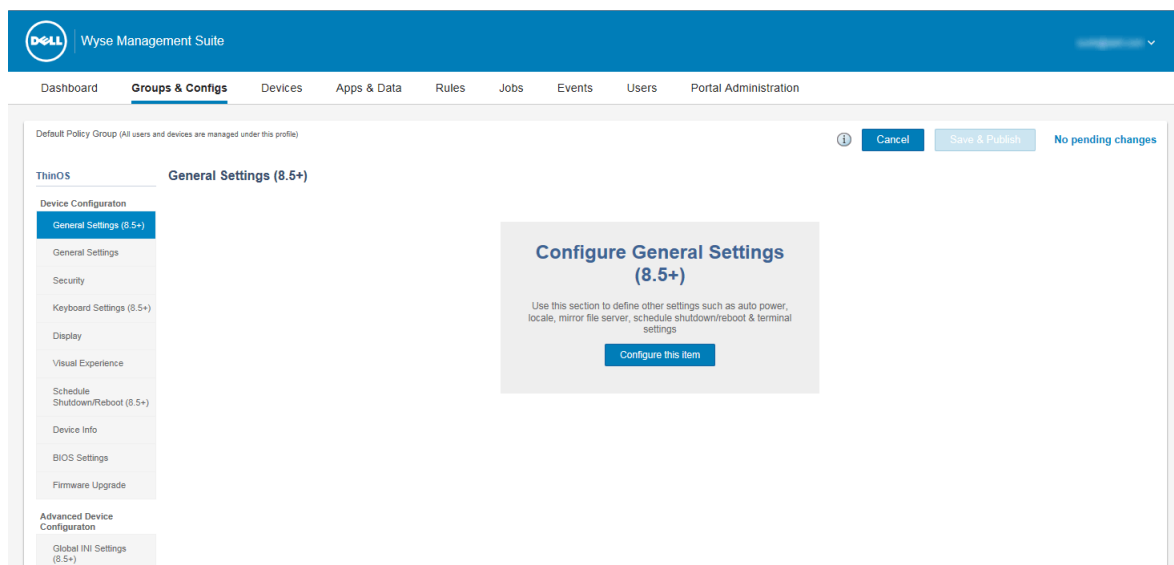 DELL
Wyse Management Suite
Dashboard Groups & Configs Devices Apps & Data Rules Jobs Events Users Portal Administration
Default Policy Group (All users and devices are managed under this profile)
i Cancel Save & Publish No pending changes
ThinOS
General Settings (8.5+)
Device Configuraton
General Settings (8.5+)
General Settings
Security
Keyboard Settings (8.5+)
Display
Visual Experience
Schedule
Shutdown/Reboot (8.5+)
Device Info
BIOS Settings
Firmware Upgrade
Advanced Device
Configuraton
Global INI Settings
(8.5+)
Configure General Settings
(8.5+)
Use this section to define other settings such as auto power,
locale, mirror file server, schedule shutdown/reboot & terminal
settings
Configure this item